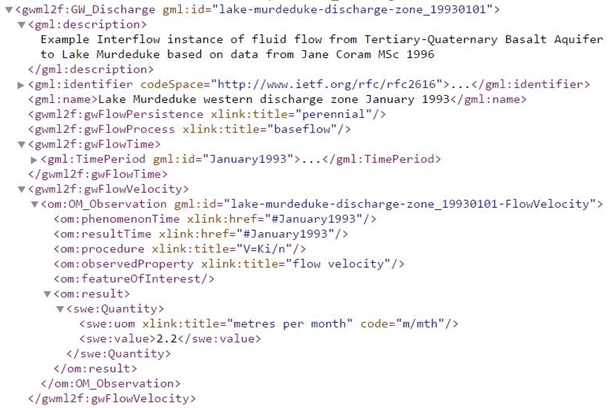 <gwml2f:GW_Discharge gml:id="lake-murdeduke-discharge-zone_19930101">
<gml:description>
Example Interflow instance of fluid flow from Tertiary-Quaternary Basalt Aquifer
to Lake Murdeduke based on data from Jane Coram MSc 1996
</gml:description>
<gml:identifier codeSpace="http://www.ietf.org/rfc/rfc2616">...</gml:identifier>
<gml:name>Lake Murdeduke western discharge zone January 1993</gml:name>
<gwml2f:gwFlowPersistence xlink:title="perennial"/>
<gwml2f:gwFlowProcess xlink:title="baseflow"/>
<gwml2f:gwFlowTime>
<gml:TimePeriod gml:id="January1993">...</gml:TimePeriod>
</gwml2f:gwFlowTime>
<gwml2f:gwFlowVelocity>
<om:OM_Observation gml:id="lake-murdeduke-discharge-zone_19930101-FlowVelocity">
<om:phenomenonTime xlink:href="#January1993"/>
<om:resultTime xlink:href="#January1993"/>
<om:procedure xlink:title="V=Ki/n"/>
<om:observedProperty xlink:title="flow velocity"/>
<om:featureOfInterest/>
<om:result>
<swe:Quantity>
<swe:uom xlink:title="metres per month" code="m/mth"/>
<swe:value>2.2</swe:value>
</swe:Quantity>
</om:result>
</om:OM_Observation>
</gwml2f:gwFlowVelocity>